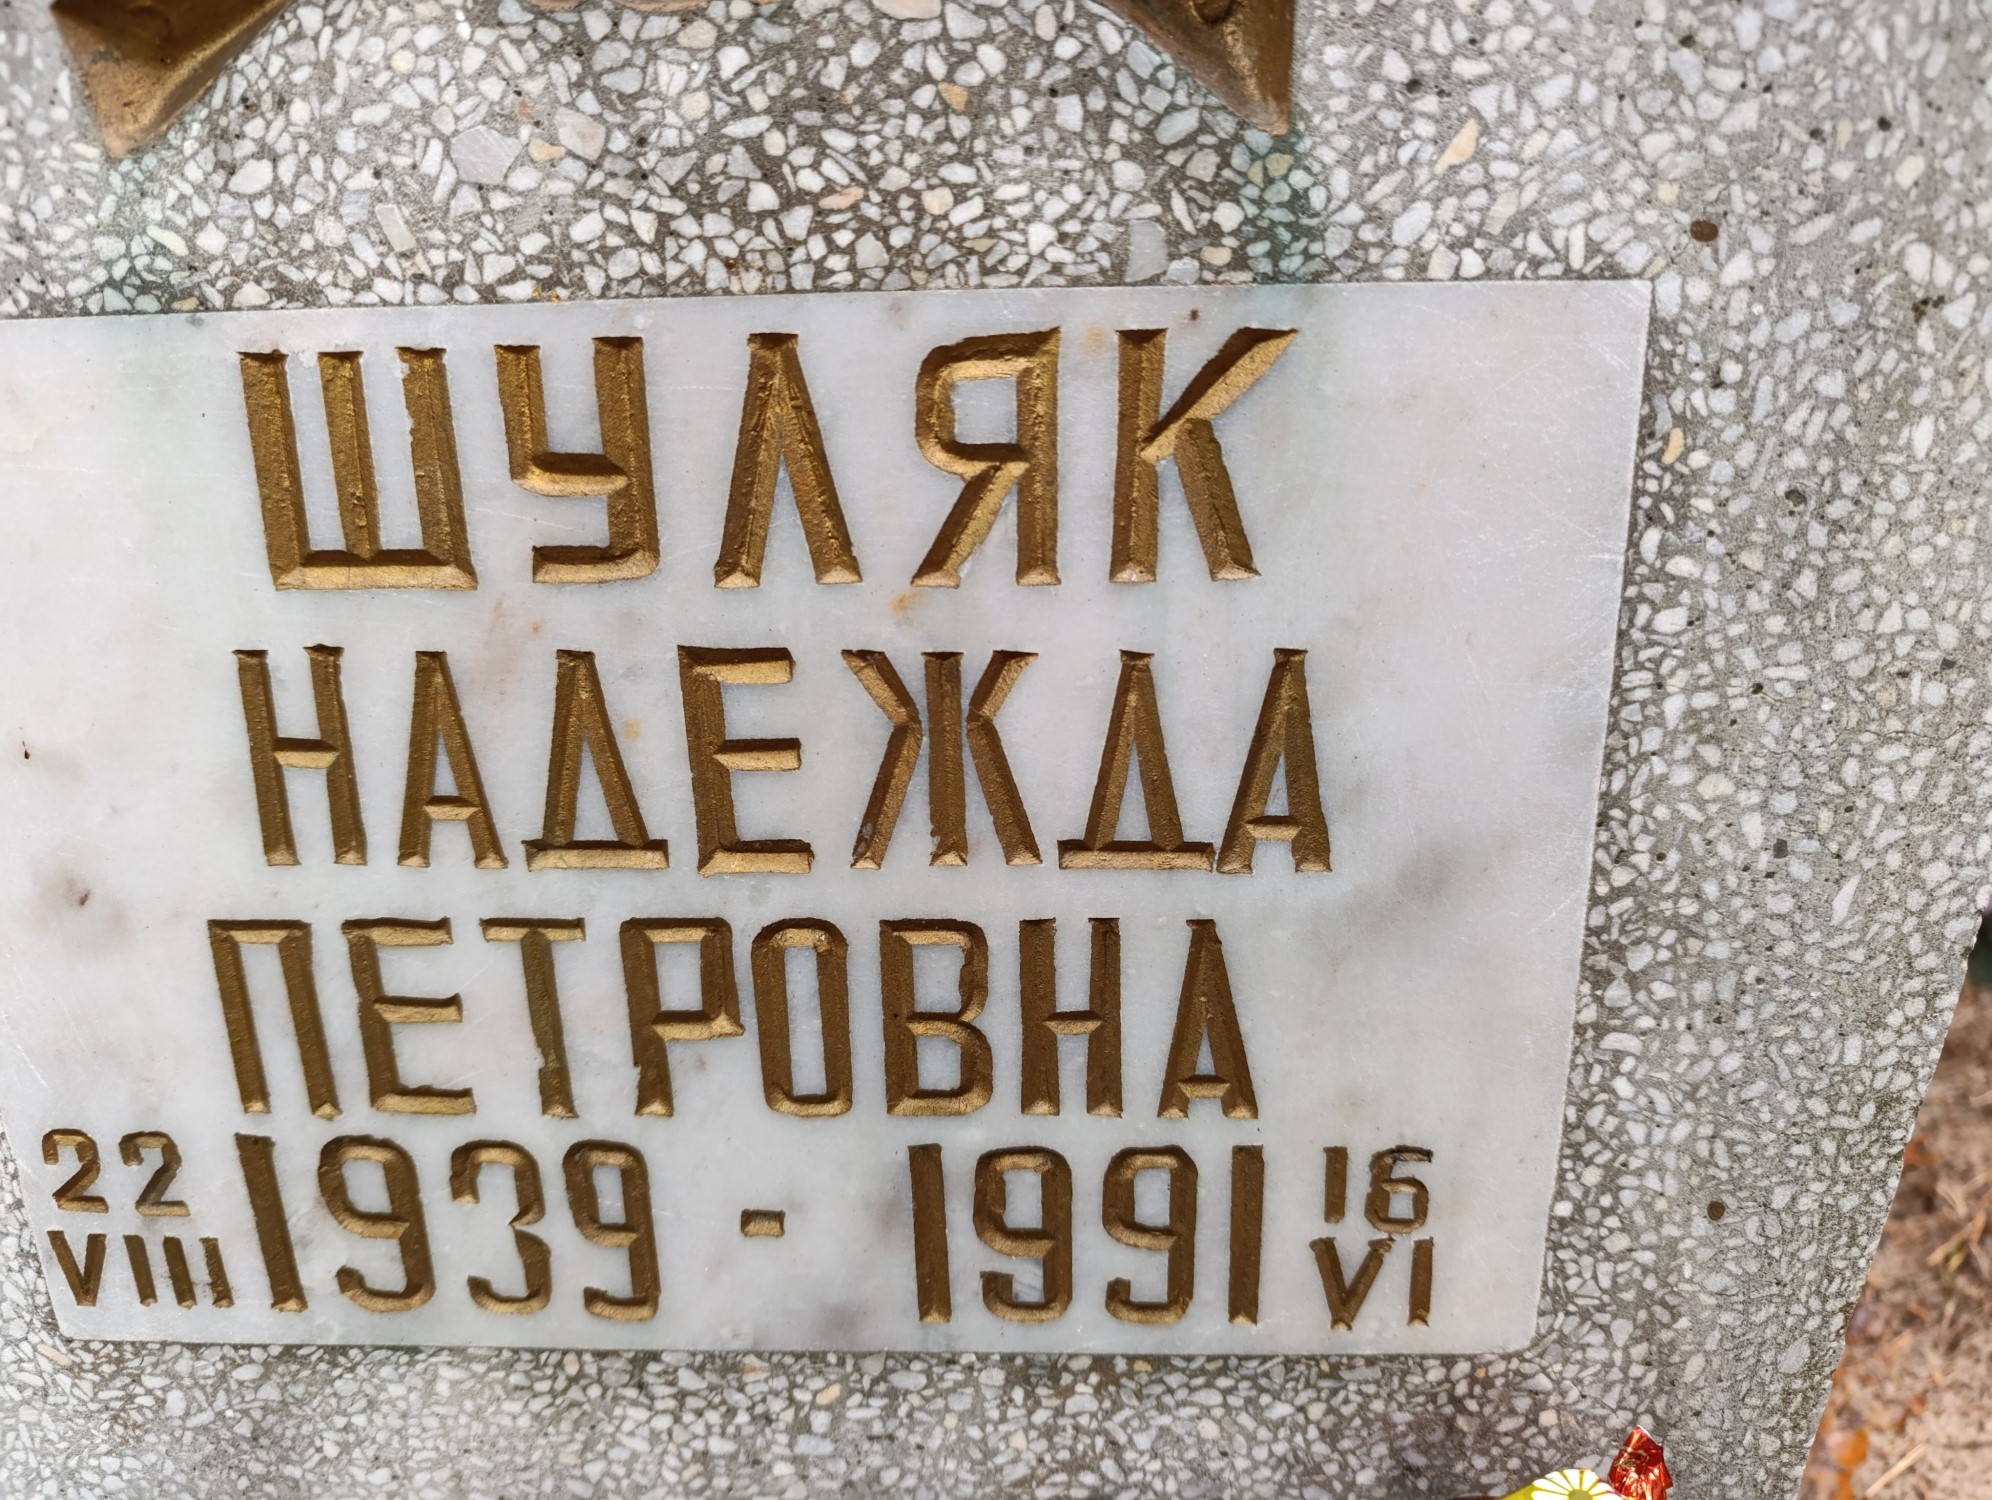 ШУЛЯК
НАДЕЖДА
ПЕТРОВНА
22 VIII 1939 - 1991 16 VI